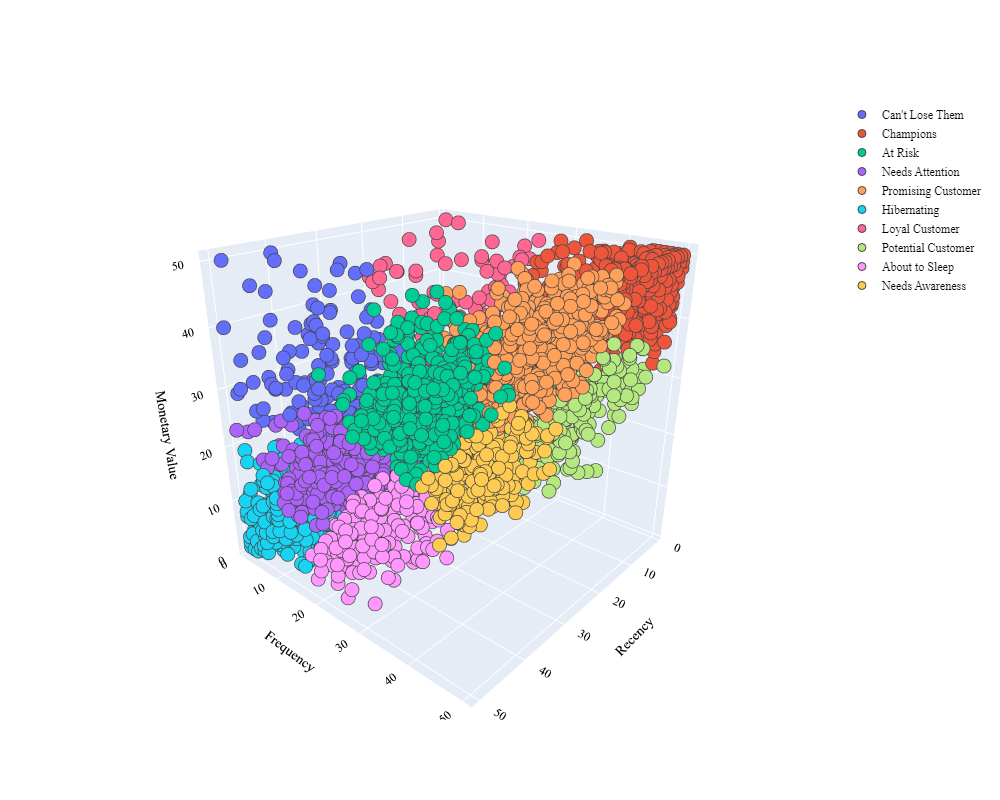 Can't Lose Them
Champions
At Risk
Needs Attention
Promising Customer
Hibernating
Loyal Customer
Potential Customer
About to Sleep
Needs Awareness
50
40
30
20
10
0
Monetary Value
0
10
20
30
40
50
Frequency
0
10
20
30
40
50
Recency